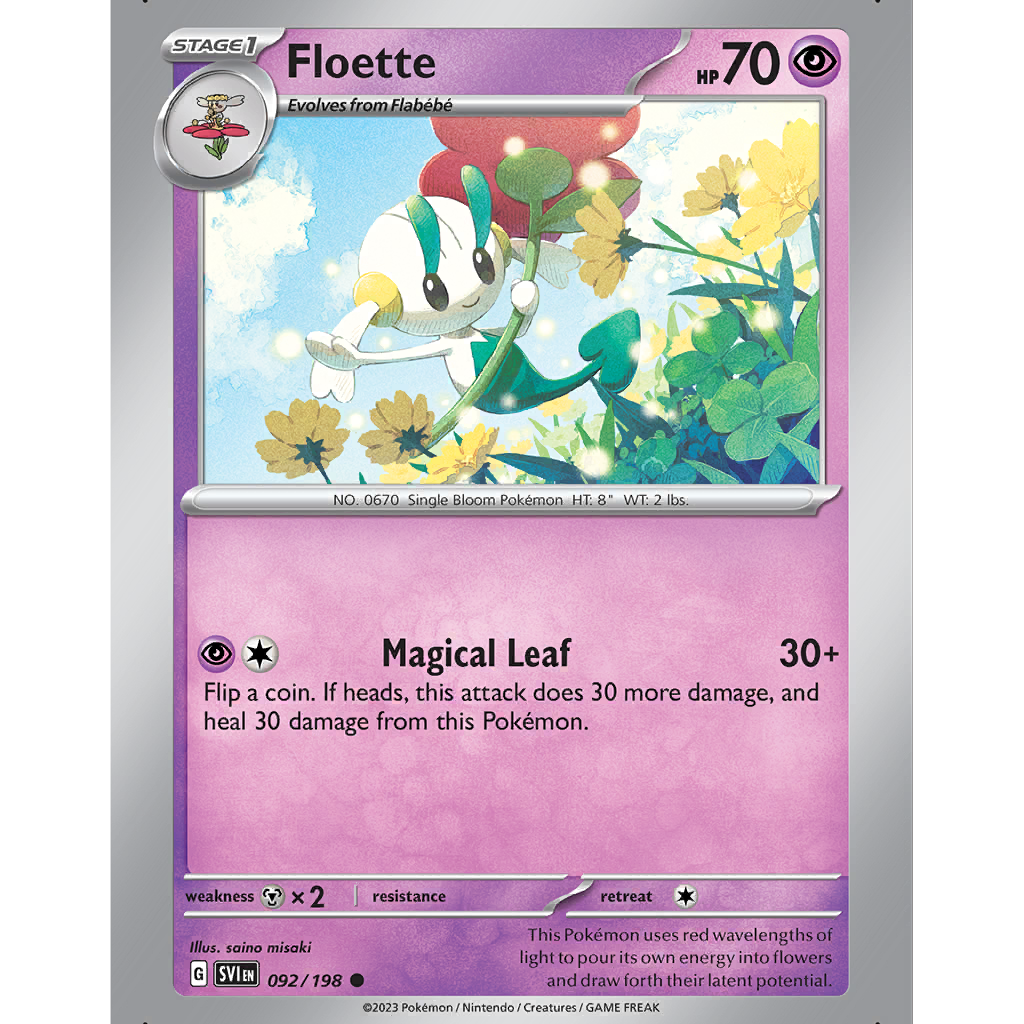 STAGE1
Floette
HP 70
Evolves from Flabébé
NO. 0670 Single Bloom Pokémon HT: 8" WT: 2 lbs.
Magical Leaf 30+
Flip a coin. If heads, this attack does 30 more damage, and
heal 30 damage from this Pokémon.
weakness ×2 resistance retreat
Illus. saino misaki
G SVI EN 092/198
This Pokémon uses red wavelengths of
light to pour its own energy into flowers
and draw forth their latent potential.
©2023 Pokémon / Nintendo / Creatures / GAME FREAK